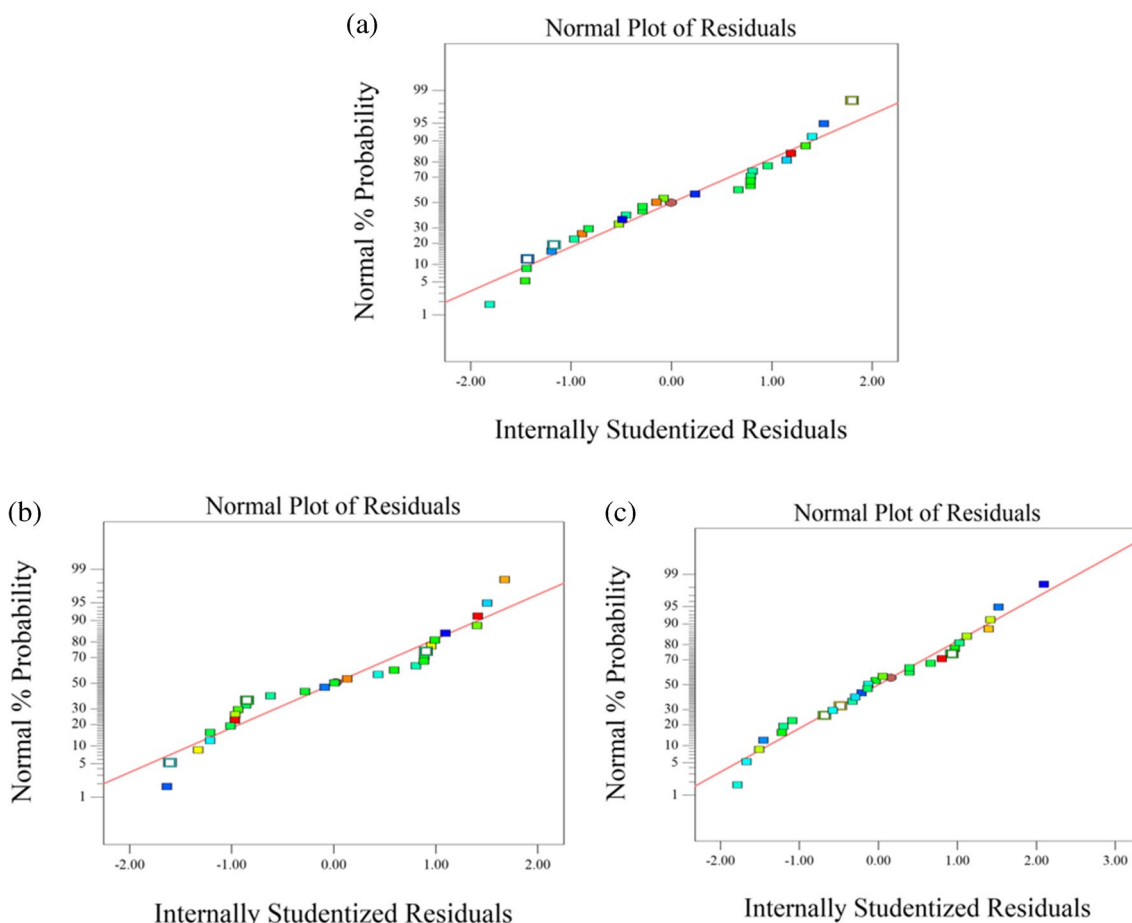 (a)
Normal Plot of Residuals
Normal % Probability
99
95
90
80
70
50
30
20
10
5
1
-2.00 -1.00 0.00 1.00 2.00
Internally Studentized Residuals
(b)
Normal Plot of Residuals
Normal % Probability
99
95
90
80
70
50
30
20
10
5
1
-2.00 -1.00 0.00 1.00 2.00
Internally Studentized Residuals
(c)
Normal Plot of Residuals
Normal % Probability
99
95
90
80
70
50
30
20
10
5
1
-2.00 -1.00 0.00 1.00 2.00 3.00
Internally Studentized Residuals